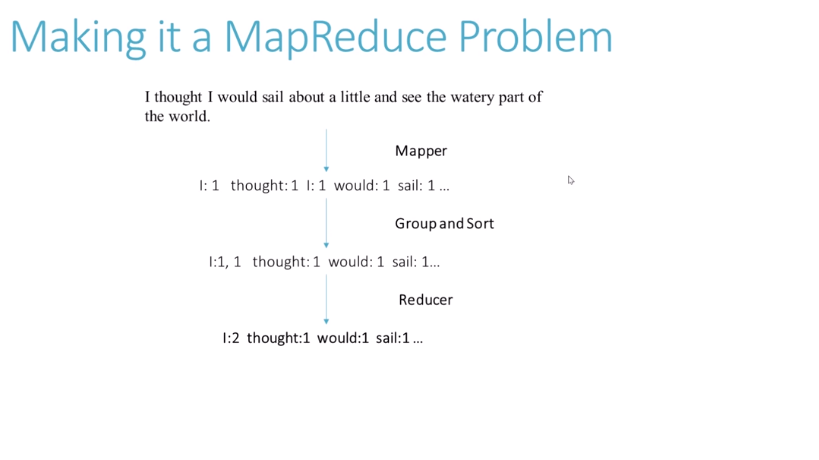 Making it a MapReduce Problem
I thought I would sail about a little and see the watery part of
the world.
Mapper
I: 1 thought: 1 I: 1 would: 1 sail: 1 ...
Group and Sort
I:1, 1 thought: 1 would: 1 sail: 1...
Reducer
I:2 thought:1 would:1 sail:1 ...